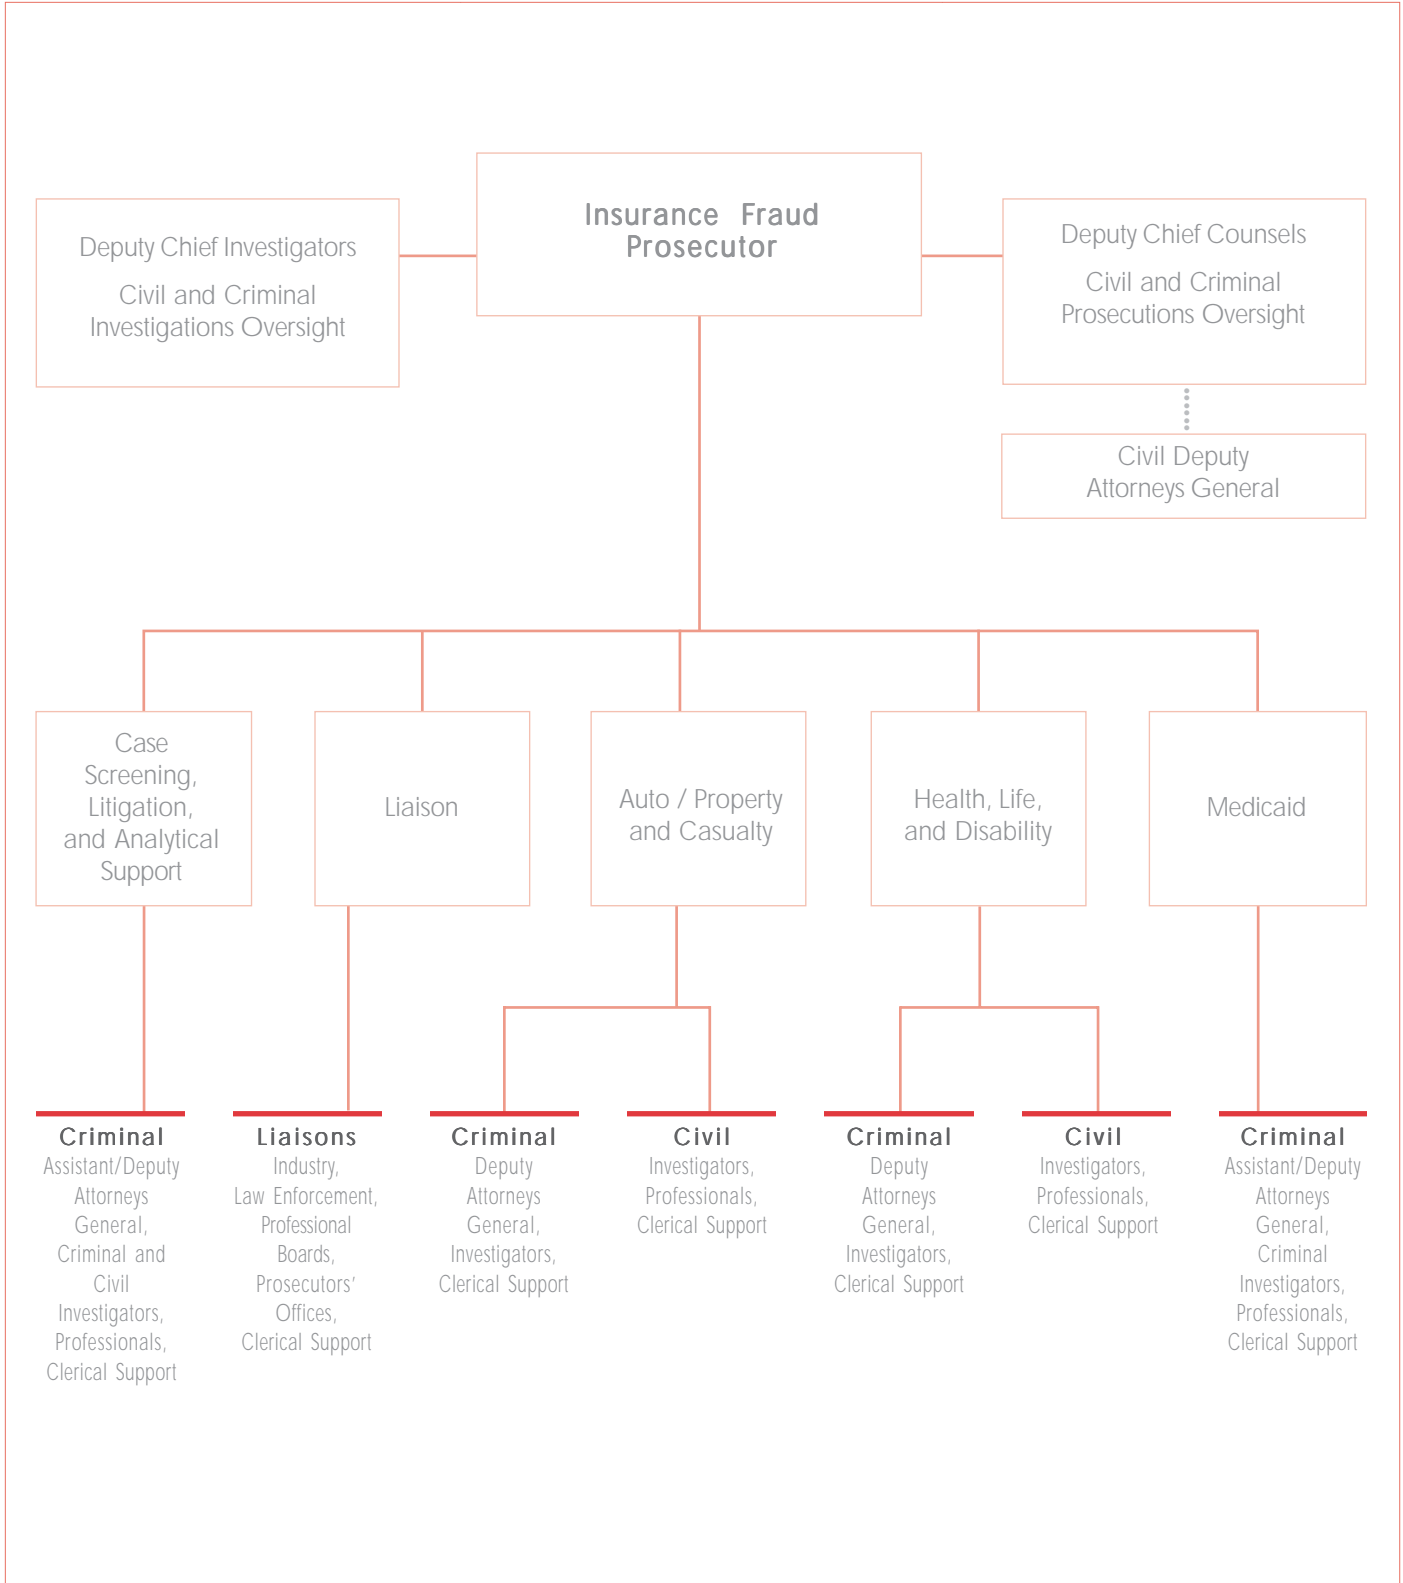 Insurance Fraud
Prosecutor
Deputy Chief Investigators
Civil and Criminal
Investigations Oversight
Deputy Chief Counsels
Civil and Criminal
Prosecutions Oversight
Civil Deputy
Attorneys General
Case
Screening,
Litigation,
and Analytical
Support
Liaison
Auto / Property
and Casualty
Health, Life,
and Disability
Medicaid
Criminal
Assistant/Deputy
Attorneys
General,
Criminal and
Civil
Investigators,
Professionals,
Clerical Support
Liaisons
Industry,
Law Enforcement,
Professional
Boards,
Prosecutors'
Offices,
Clerical Support
Criminal
Deputy
Attorneys
General,
Investigators,
Clerical Support
Civil
Investigators,
Professionals,
Clerical Support
Criminal
Deputy
Attorneys
General,
Investigators,
Clerical Support
Civil
Investigators,
Professionals,
Clerical Support
Criminal
Assistant/Deputy
Attorneys
General,
Criminal
Investigators,
Professionals,
Clerical Support